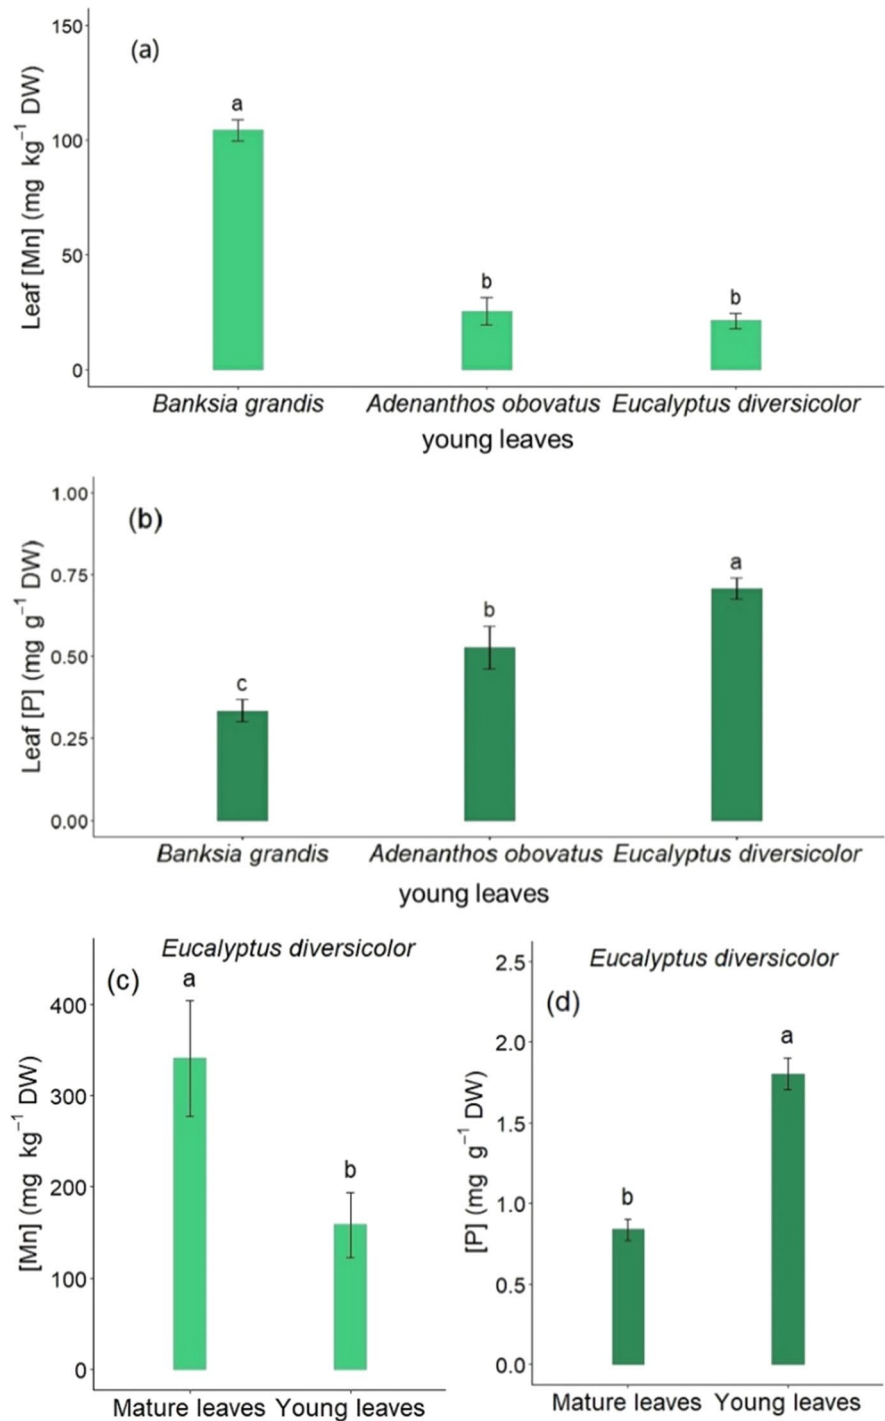 (a)
Leaf [Mn] (mg kg⁻¹ DW)
150
100
50
0
a
b
b
Banksia grandis Adenanthos obovatus Eucalyptus diversicolor
young leaves
(b)
Leaf [P] (mg g⁻¹ DW)
1.00
0.75
0.50
0.25
0.00
c
b
a
Banksia grandis Adenanthos obovatus Eucalyptus diversicolor
young leaves
Eucalyptus diversicolor
(c)
[Mn] (mg kg⁻¹ DW)
400
300
200
100
0
a
b
Mature leaves Young leaves
Eucalyptus diversicolor
(d)
[P] (mg g⁻¹ DW)
2.5
2.0
1.5
1.0
0.5
0.0
b
a
Mature leaves Young leaves